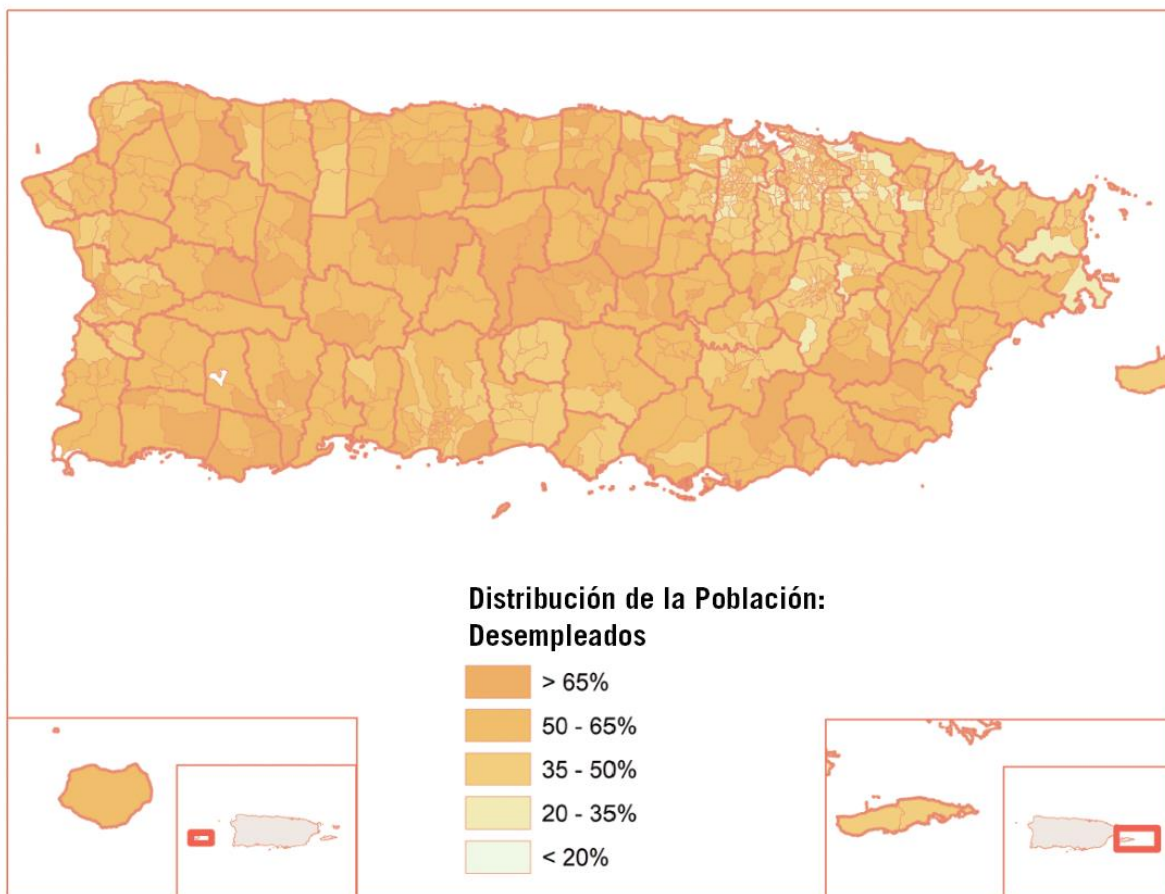 Distribución de la Población:
Desempleados
> 65%
50 - 65%
35 - 50%
20 - 35%
< 20%